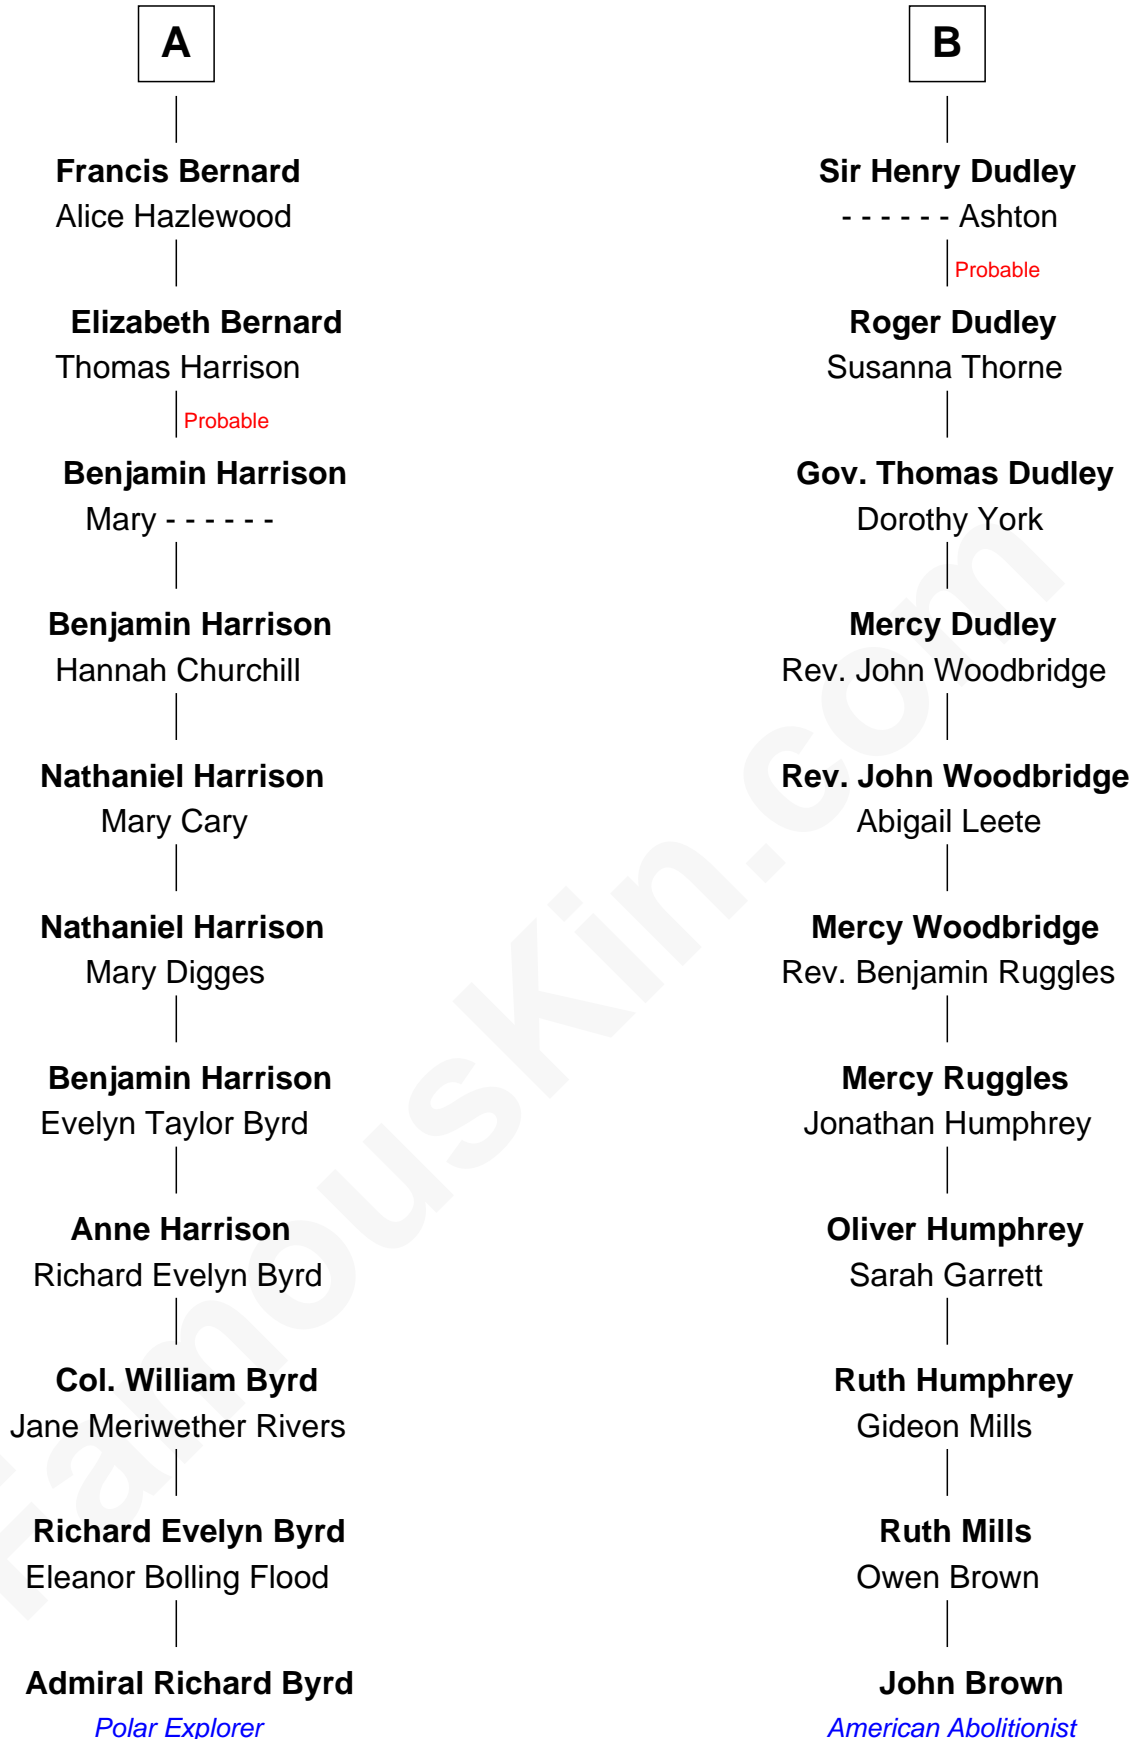 A
Francis Bernard
Alice Hazlewood
Elizabeth Bernard
Thomas Harrison
Probable
Benjamin Harrison
Mary - - - - - -
Benjamin Harrison
Hannah Churchill
Nathaniel Harrison
Mary Cary
Nathaniel Harrison
Mary Digges
Benjamin Harrison
Evelyn Taylor Byrd
Anne Harrison
Richard Evelyn Byrd
Col. William Byrd
Jane Meriwether Rivers
Richard Evelyn Byrd
Eleanor Bolling Flood
Admiral Richard Byrd
Polar Explorer
B
Sir Henry Dudley
- - - - - - Ashton
Probable
Roger Dudley
Susanna Thorne
Gov. Thomas Dudley
Dorothy York
Mercy Dudley
Rev. John Woodbridge
Rev. John Woodbridge
Abigail Leete
Mercy Woodbridge
Rev. Benjamin Ruggles
Mercy Ruggles
Jonathan Humphrey
Oliver Humphrey
Sarah Garrett
Ruth Humphrey
Gideon Mills
Ruth Mills
Owen Brown
John Brown
American Abolitionist
FamousKin.com